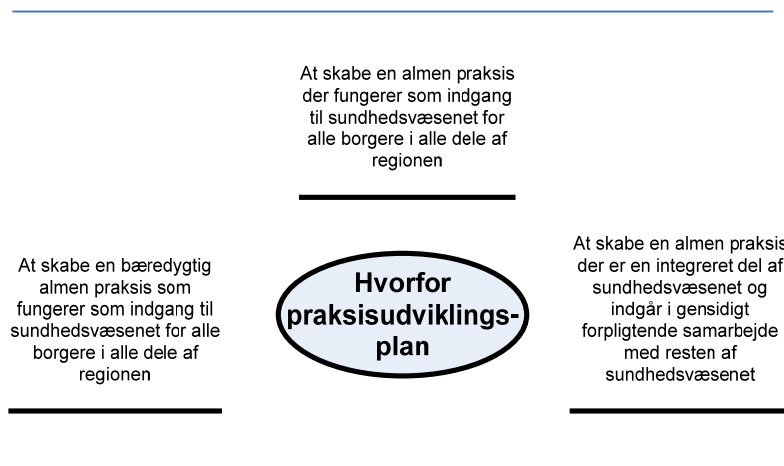 At skabe en almen praksis
der fungerer som indgang
til sundhedsvæsenet for
alle borgere i alle dele af
regionen
At skabe en bæredygtig
almen praksis som
fungerer som indgang til
sundhedsvæsenet for alle
borgere i alle dele af
regionen
Hvorfor
praksisudviklings-
plan
At skabe en almen praksis
der er en integreret del af
sundhedsvæsenet og
indgår i gensidigt
forpligtende samarbejde
med resten af
sundhedsvæsenet